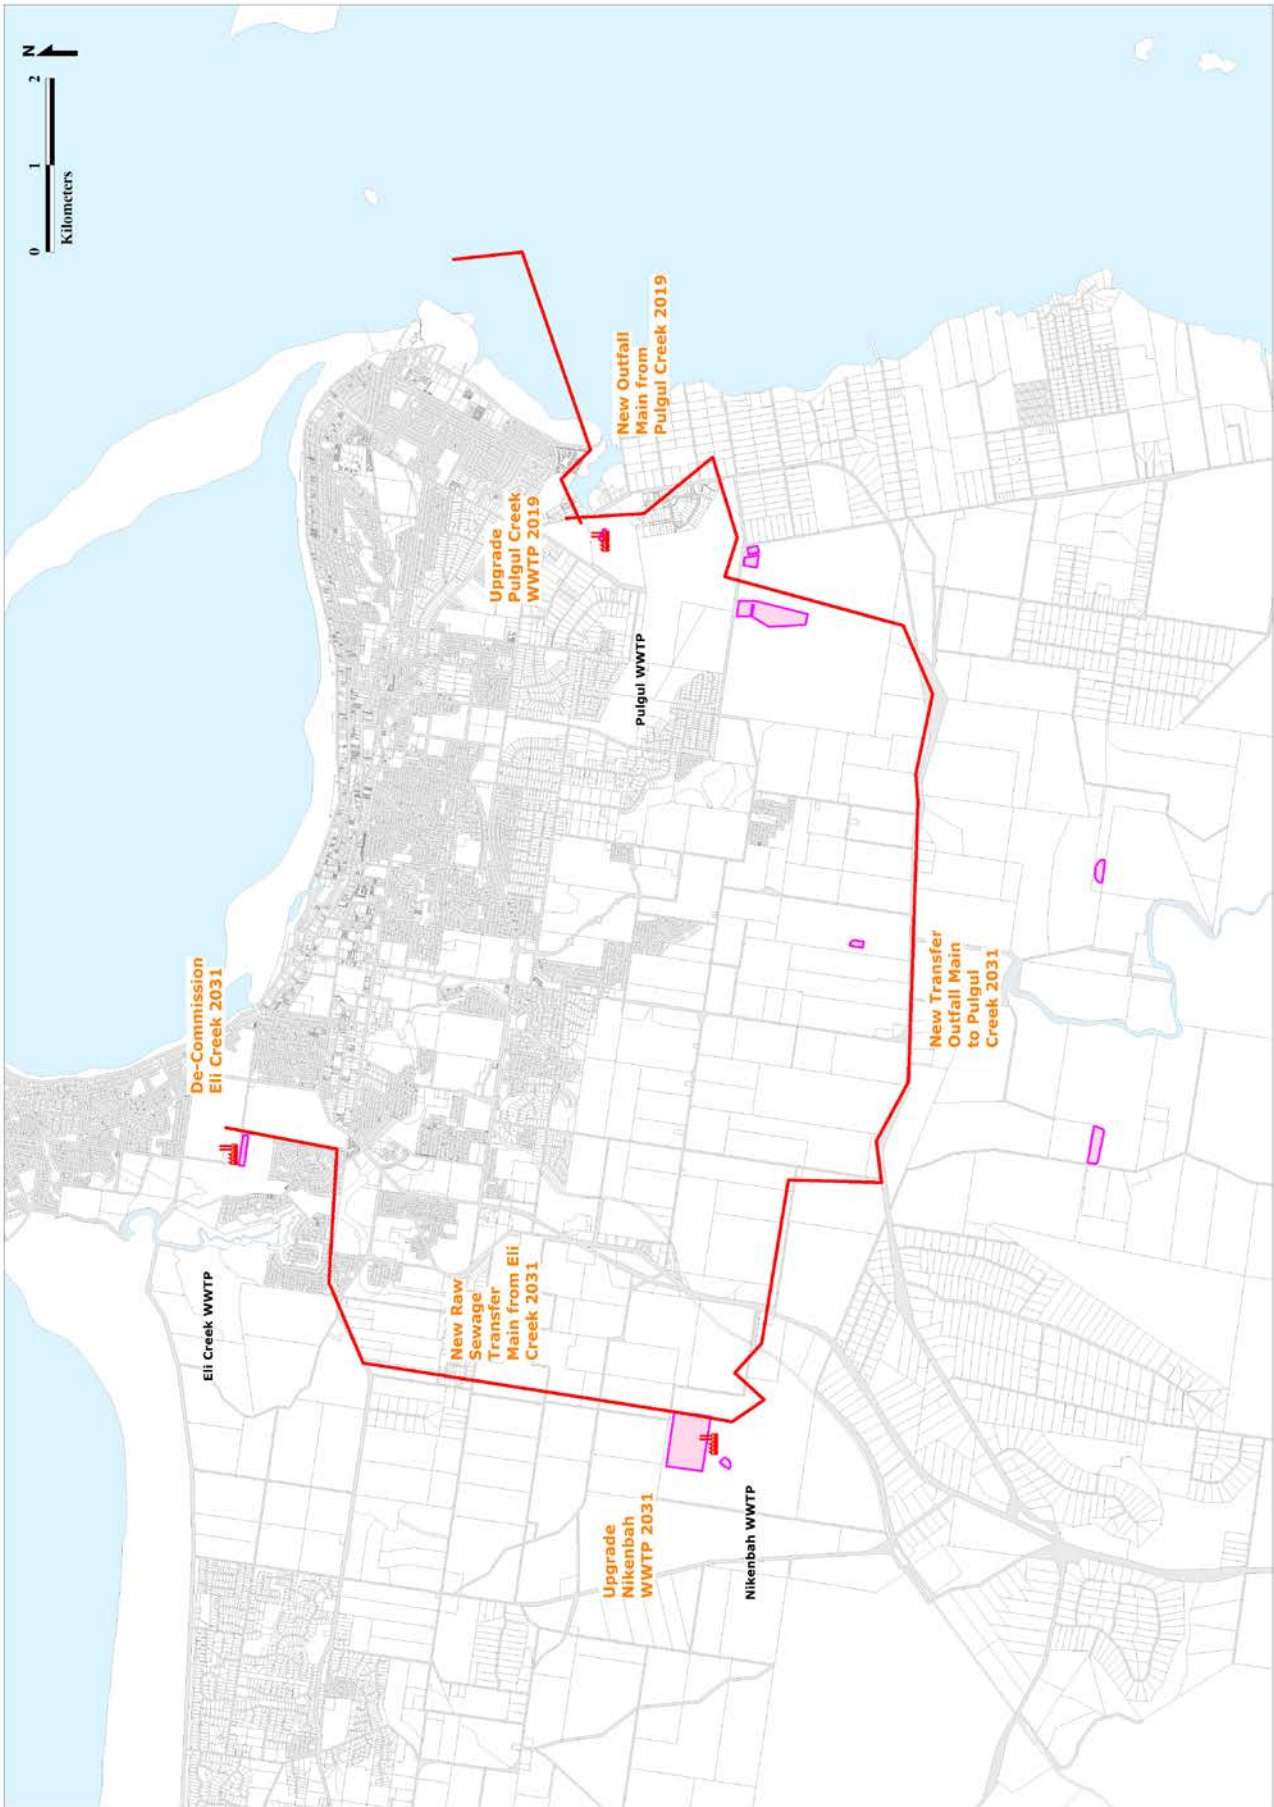 N
0 1 2
Kilometers
De-Commission
Eli Creek 2031
Eli Creek WWTP
New Raw
Sewage
Transfer
Main from Eli
Creek 2031
Upgrade
Pulgul Creek
WWTP 2019
Upgrade
Nikenbah
WWTP 2031
New Outfall
Main from
Pulgul Creek 2019
Pulgul WWTP
Nikenbah WWTP
New Transfer
Outfall Main
to Pulgul
Creek 2031